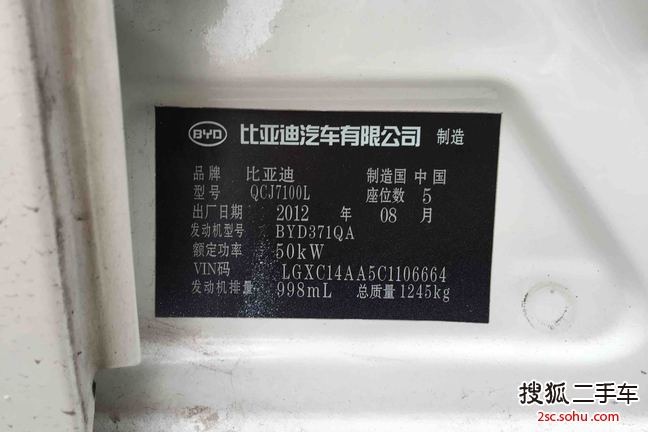 BYD 比亚迪汽车有限公司 制造
品牌 比亚迪 制造国 中国
型号 QCJ7100L 座位数 5
出厂日期 2012 年 08 月
发动机型号 BYD371QA
额定功率 50kW
VIN码 LGXC14AA5C1106664
发动机排量 998mL 总质量 1245kg
搜狐二手车
2sc.sohu.com